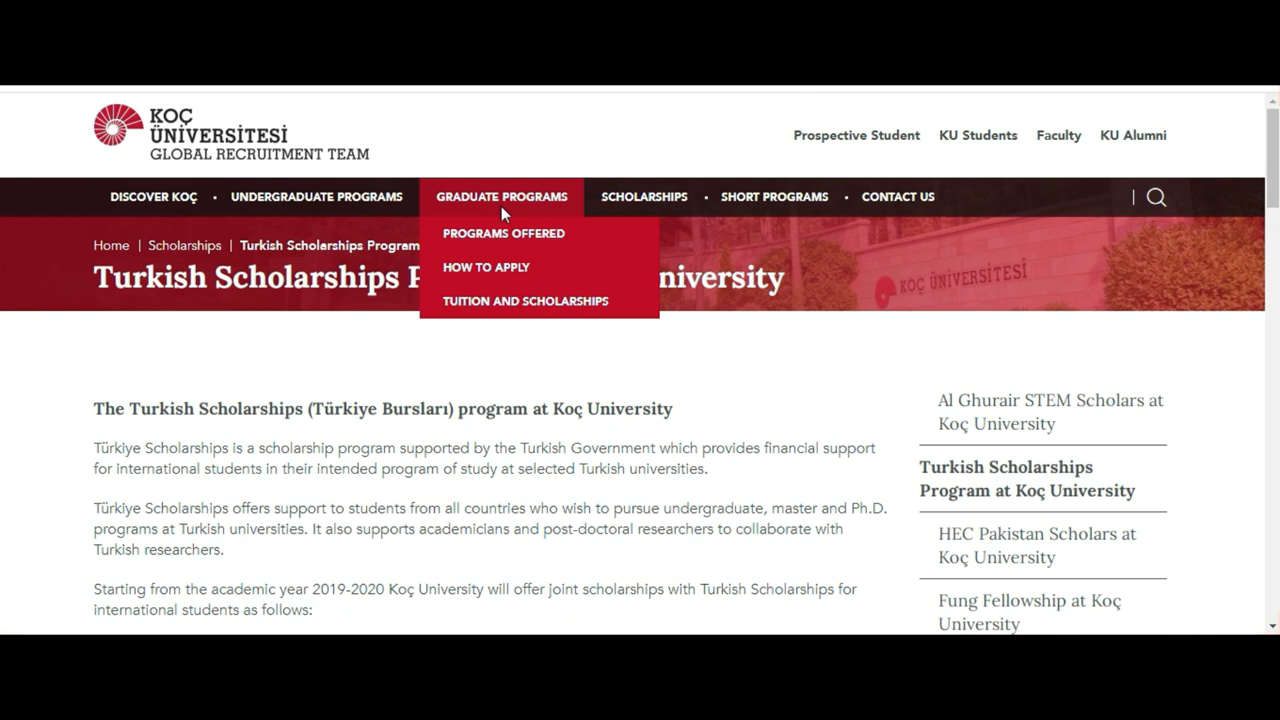 KOÇ
ÜNİVERSİTESİ
GLOBAL RECRUITMENT TEAM
Prospective Student KU Students Faculty KU Alumni
DISCOVER KOÇ • UNDERGRADUATE PROGRAMS GRADUATE PROGRAMS SCHOLARSHIPS • SHORT PROGRAMS • CONTACT US |
PROGRAMS OFFERED
HOW TO APPLY
TUITION AND SCHOLARSHIPS
Home | Scholarships | Turkish Scholarships Program
Turkish Scholarships niversity
KOÇ ÜNİVERSİTESİ
The Turkish Scholarships (Türkiye Bursları) program at Koç University
Türkiye Scholarships is a scholarship program supported by the Turkish Government which provides financial support
for international students in their intended program of study at selected Turkish universities.
Türkiye Scholarships offers support to students from all countries who wish to pursue undergraduate, master and Ph.D.
programs at Turkish universities. It also supports academicians and post-doctoral researchers to collaborate with
Turkish researchers.
Starting from the academic year 2019-2020 Koç University will offer joint scholarships with Turkish Scholarships for
international students as follows:
Al Ghurair STEM Scholars at
Koç University
Turkish Scholarships
Program at Koç University
HEC Pakistan Scholars at
Koç University
Fung Fellowship at Koç
University